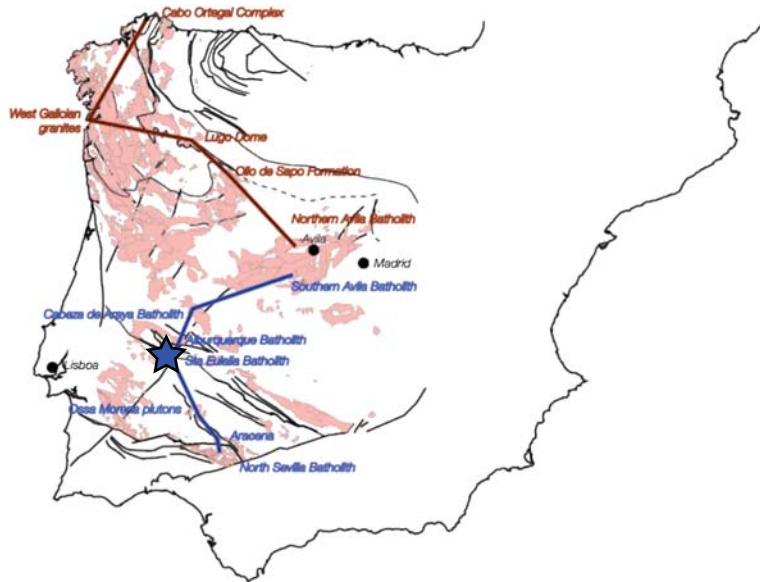 Cabo Ortegal Complex
West Galician
granites
Lugo Dome
Ollo de Sapo Formation
Northern Avila Batholith
Avila
Madrid
Southern Avila Batholith
Cabeza de Araya Batholith
Alburquerque Batholith
Sta Eulalia Batholith
Lisboa
Ossa Morena plutons
Aracena
North Sevilla Batholith